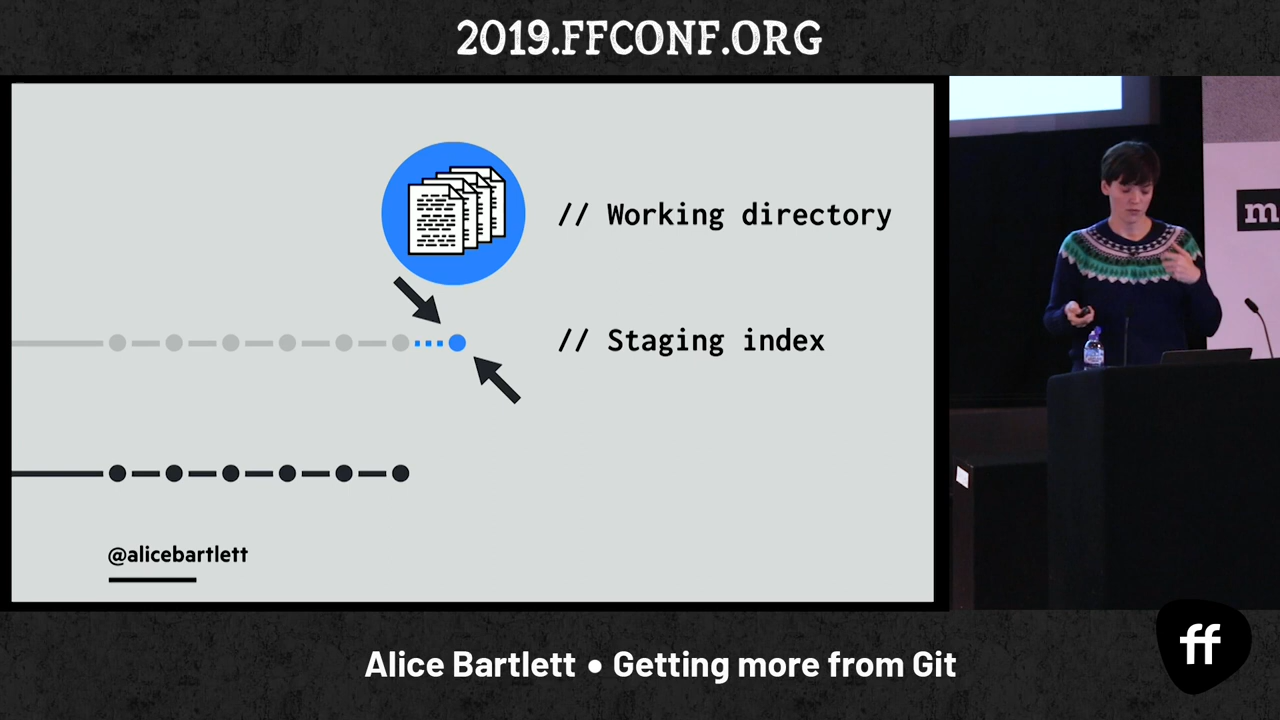 2019.FFCONF.ORG
// Working directory
// Staging index
@alicebartlett
m
Alice Bartlett • Getting more from Git
ff